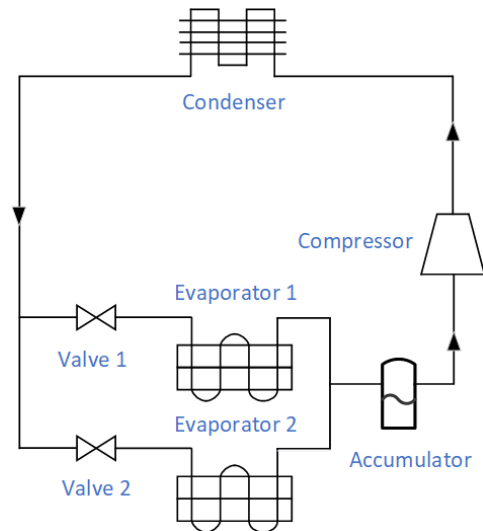 Condenser
Compressor
Evaporator 1
Valve 1
Evaporator 2
Accumulator
Valve 2